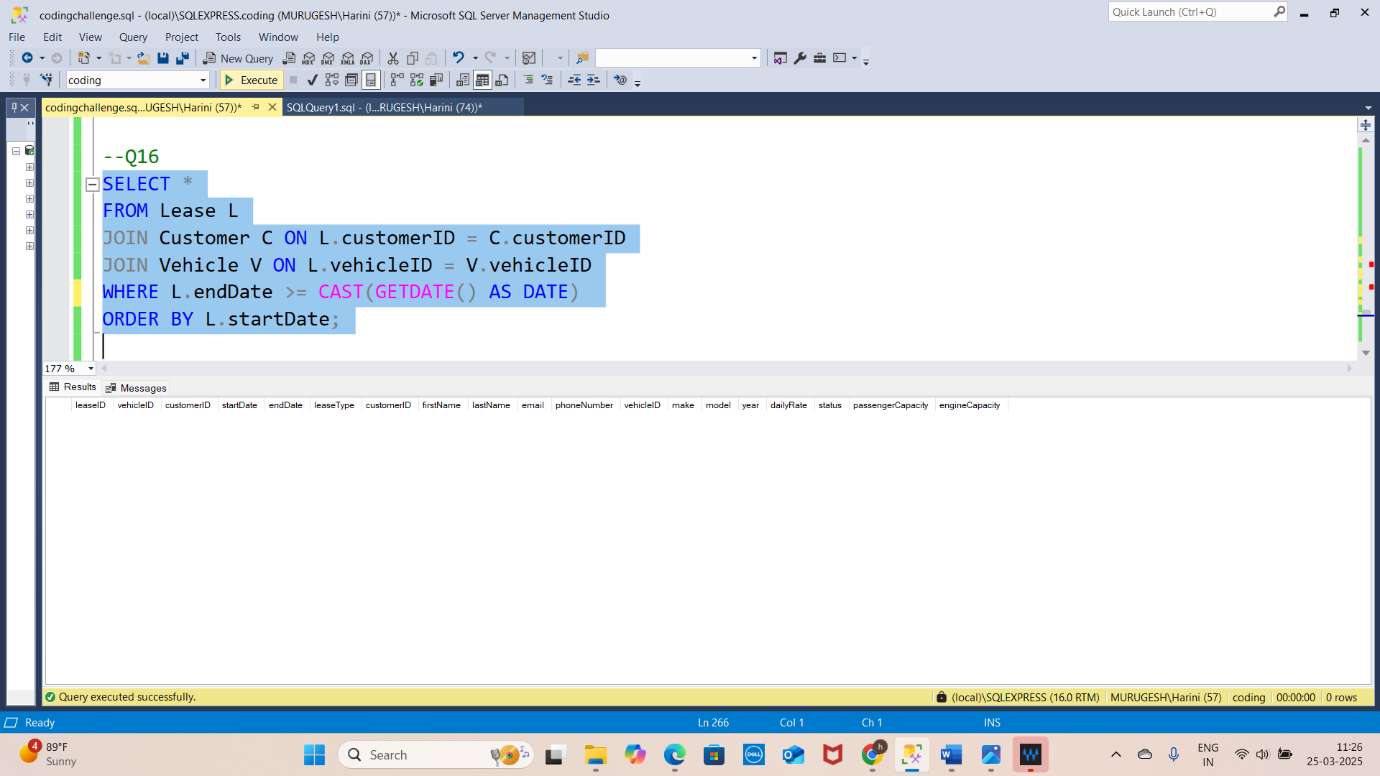 codingchallenge.sql - (local)\SQLEXPRESS.coding (MURUGESH\Harini (57))* - Microsoft SQL Server Management Studio
Quick Launch (Ctrl+Q)
File Edit View Query Project Tools Window Help
New Query
coding
Execute
codingchallenge.sq...UGESH\Harini (57))*
SQLQuery1.sql - (l...RUGESH\Harini (74))*
--Q16
SELECT *
FROM Lease L
JOIN Customer C ON L.customerID = C.customerID
JOIN Vehicle V ON L.vehicleID = V.vehicleID
WHERE L.endDate >= CAST(GETDATE() AS DATE)
ORDER BY L.startDate;
177 %
Results Messages
leaseID vehicleID customerID startDate endDate leaseType customerID firstName lastName email phoneNumber vehicleID make model year dailyRate status passengerCapacity engineCapacity
Query executed successfully.
(local)\SQLEXPRESS (16.0 RTM) MURUGESH\Harini (57) coding 00:00:00 0 rows
Ready Ln 266 Col 1 Ch 1 INS
4
89°F
Sunny
Search
DELL
h
W
ENG
IN
11:26
25-03-2025